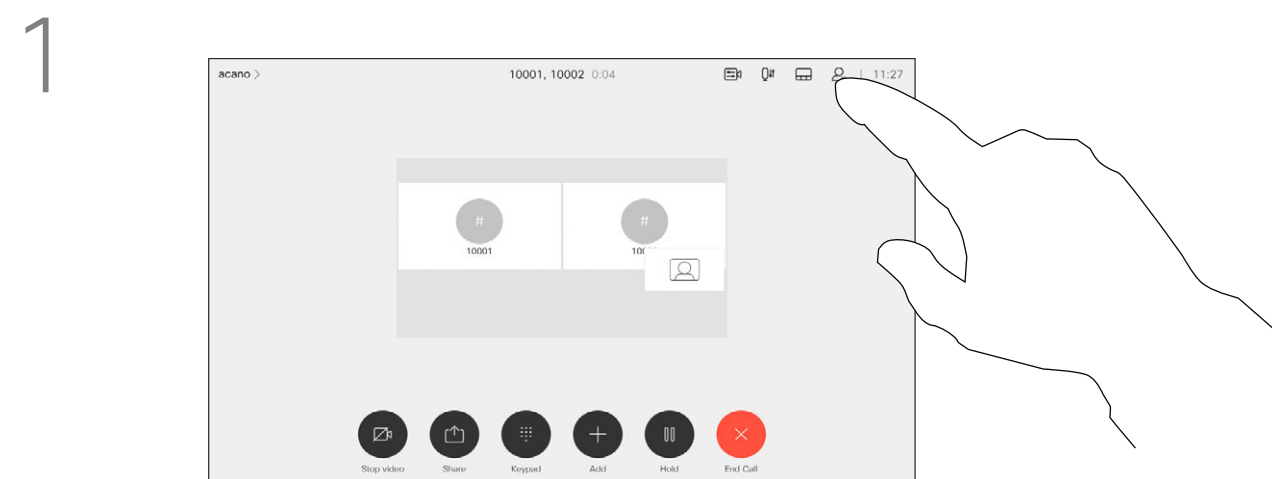 1
acano >
10001, 10002 0:04
11:27
#
#
10001
Stop video
Share
Keypad
Add
Hold
End Call